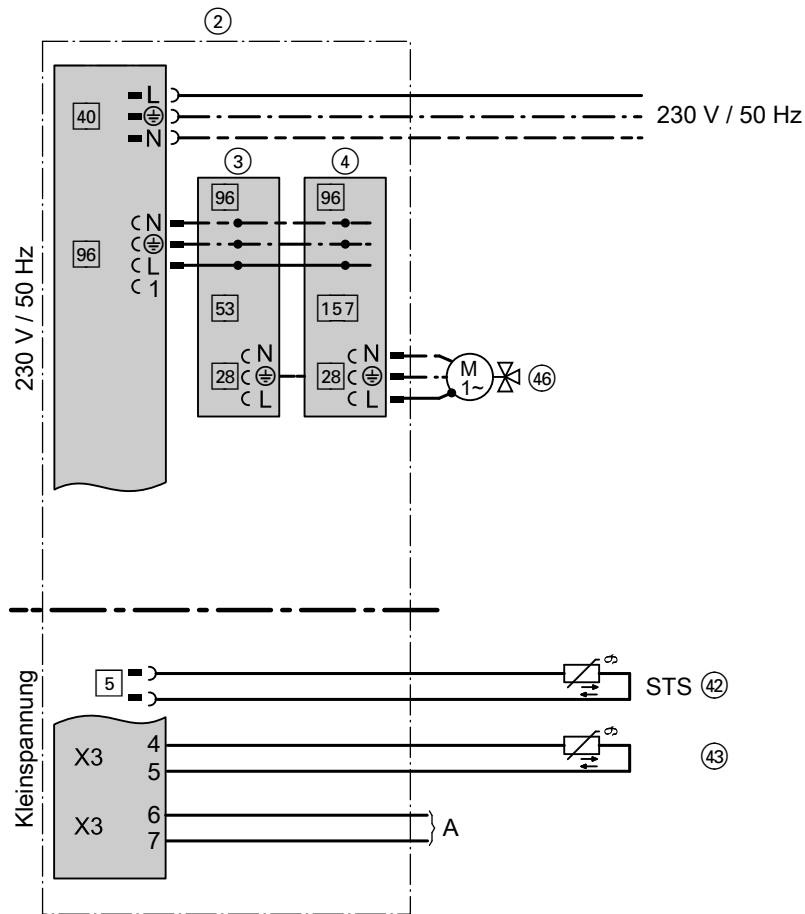 ②
L
40
N
230 V / 50 Hz
③ ④
96 96
N
96
L
1
230 V / 50 Hz
53 157
N N
28 28
L L
M
1~
㊻
Kleinspannung
5
ϑ
STS ㊷
X3 4
5
ϑ
㊸
X3 6
7
A